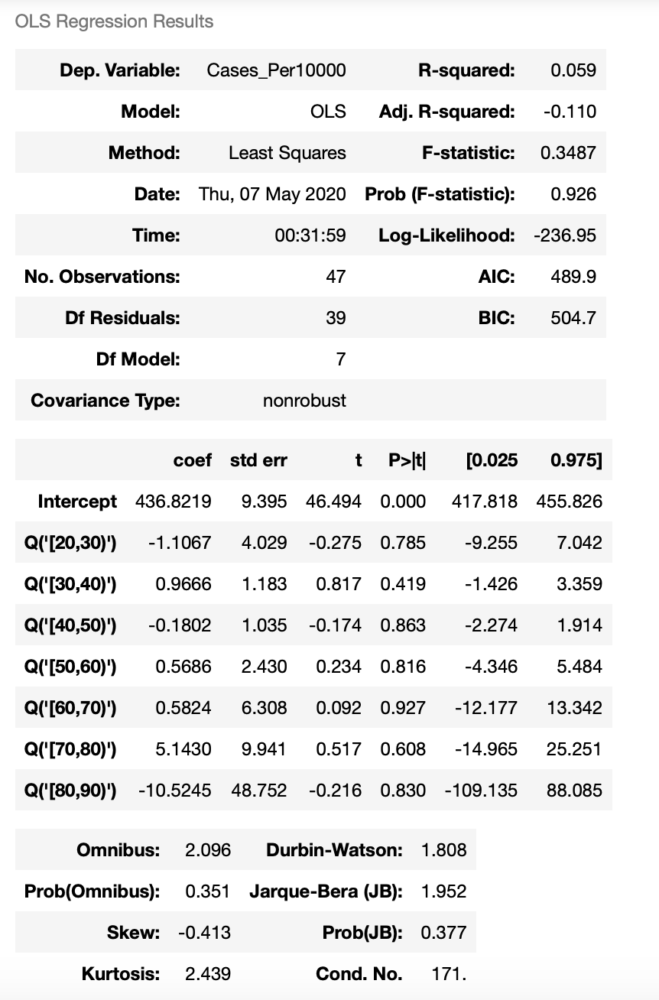 OLS Regression Results
Dep. Variable: Cases_Per10000 R-squared: 0.059
Model: OLS Adj. R-squared: -0.110
Method: Least Squares F-statistic: 0.3487
Date: Thu, 07 May 2020 Prob (F-statistic): 0.926
Time: 00:31:59 Log-Likelihood: -236.95
No. Observations: 47 AIC: 489.9
Df Residuals: 39 BIC: 504.7
Df Model: 7
Covariance Type: nonrobust
coef std err t P>|t| [0.025 0.975]
Intercept 436.8219 9.395 46.494 0.000 417.818 455.826
Q('[20,30)') -1.1067 4.029 -0.275 0.785 -9.255 7.042
Q('[30,40)') 0.9666 1.183 0.817 0.419 -1.426 3.359
Q('[40,50)') -0.1802 1.035 -0.174 0.863 -2.274 1.914
Q('[50,60)') 0.5686 2.430 0.234 0.816 -4.346 5.484
Q('[60,70)') 0.5824 6.308 0.092 0.927 -12.177 13.342
Q('[70,80)') 5.1430 9.941 0.517 0.608 -14.965 25.251
Q('[80,90)') -10.5245 48.752 -0.216 0.830 -109.135 88.085
Omnibus: 2.096 Durbin-Watson: 1.808
Prob(Omnibus): 0.351 Jarque-Bera (JB): 1.952
Skew: -0.413 Prob(JB): 0.377
Kurtosis: 2.439 Cond. No. 171.